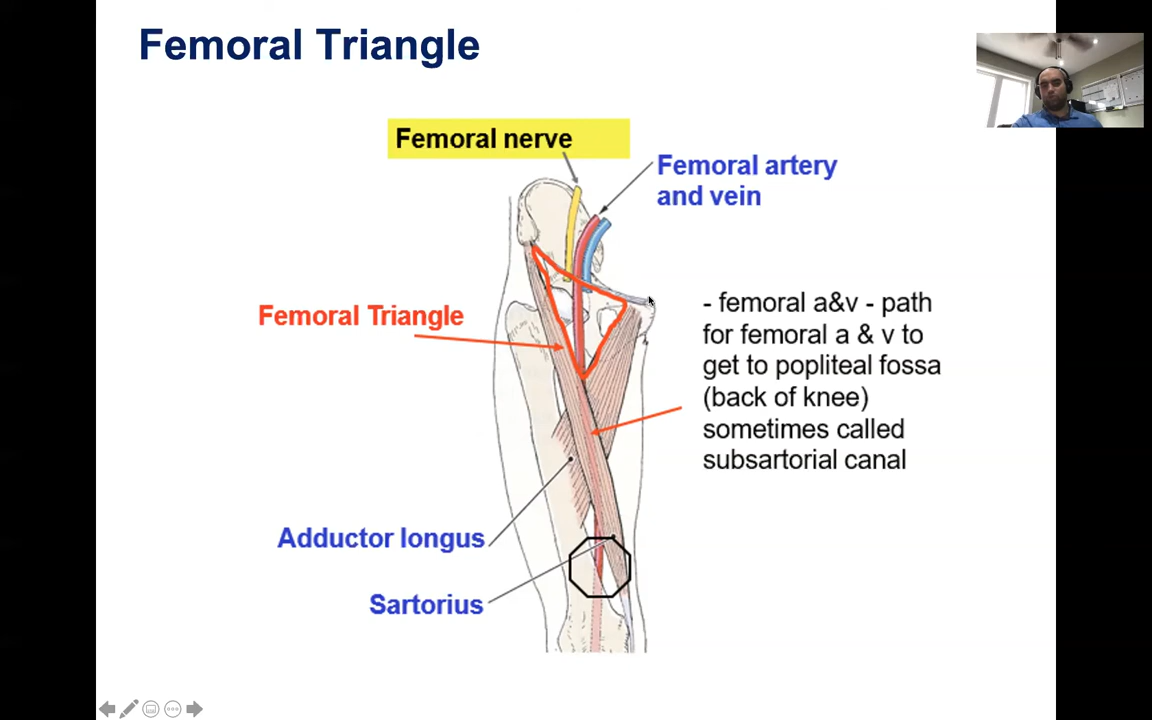 Femoral Triangle
Femoral nerve
Femoral artery
and vein
Femoral Triangle
- femoral a&v - path
for femoral a & v to
get to popliteal fossa
(back of knee)
sometimes called
subsartorial canal
Adductor longus
Sartorius